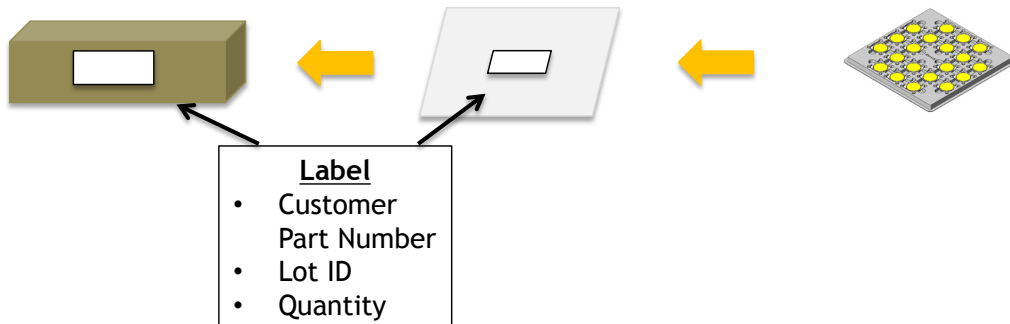 Label
• Customer
Part Number
• Lot ID
• Quantity